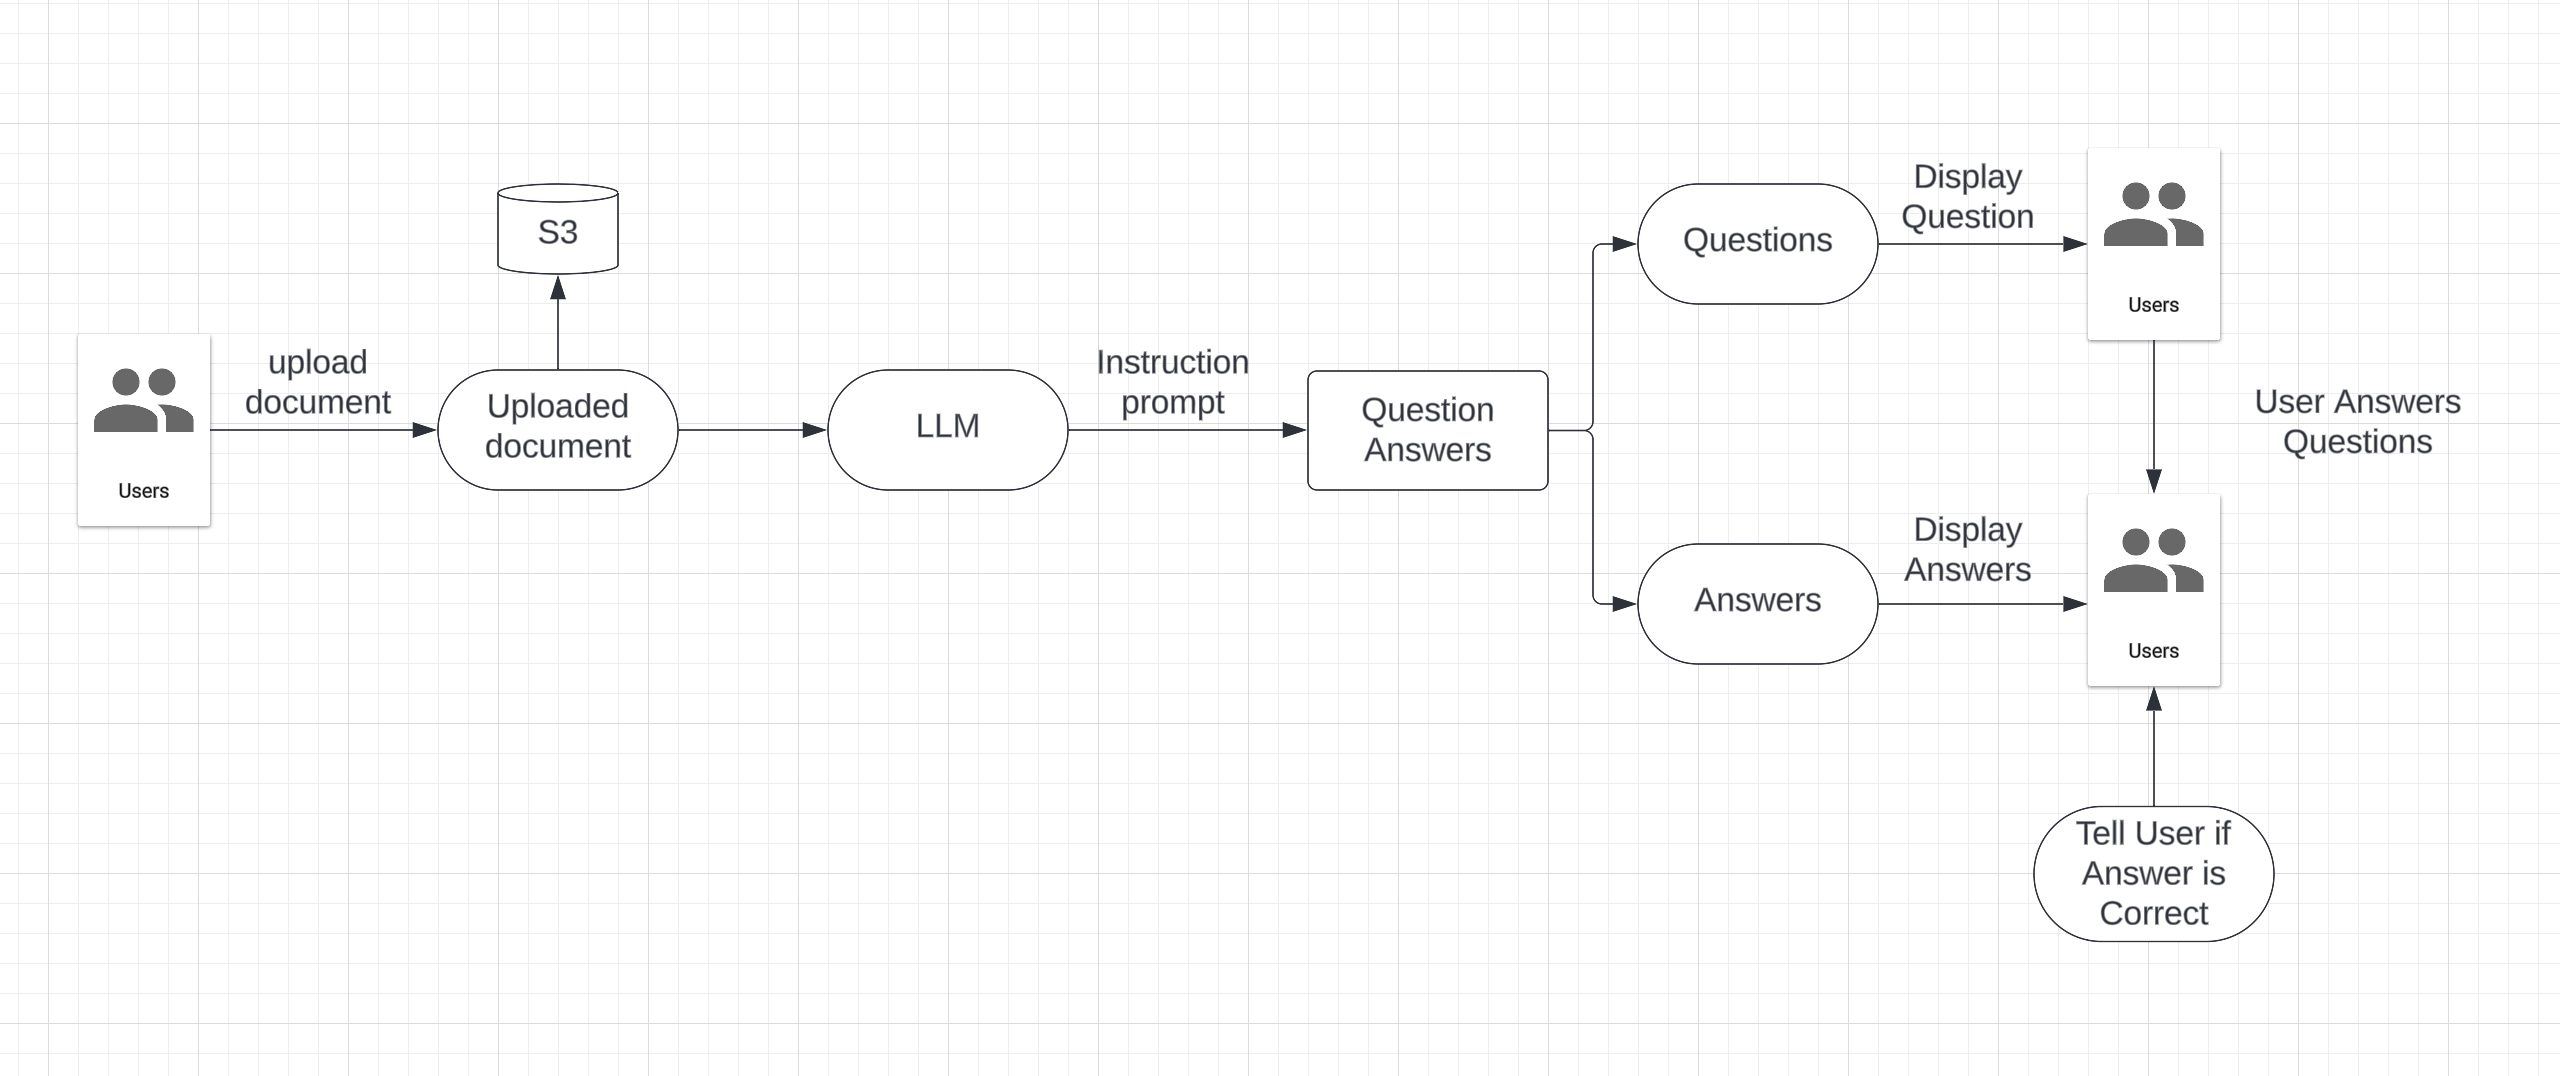 Users
upload
document
S3
Uploaded
document
LLM
Instruction
prompt
Question
Answers
Questions
Display
Question
Users
User Answers
Questions
Answers
Display
Answers
Users
Tell User if
Answer is
Correct